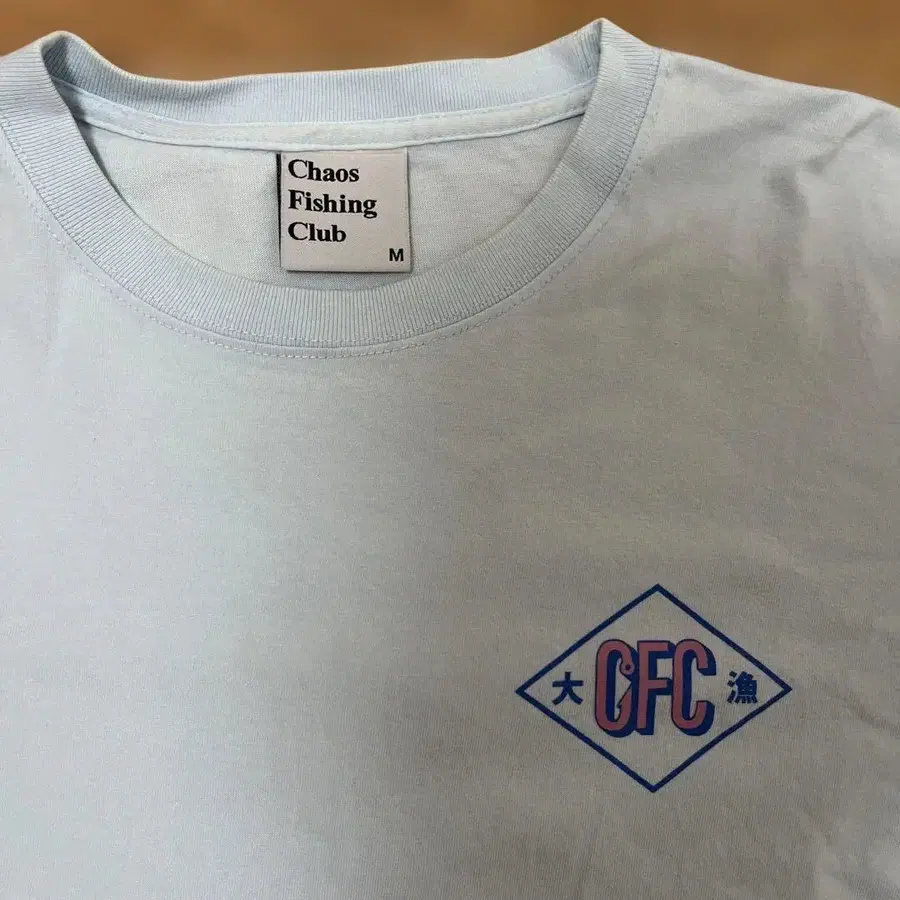 Chaos
Fishing
Club
M
大 CFC 漁